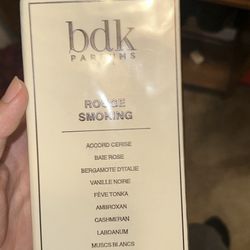 bdk
PARFUMS
ROUGE
SMOKING
ACCORD CERISE
BAIE ROSE
BERGAMOTE D'ITALIE
VANILLE NOIRE
FÈVE TONKA
AMBROXAN
CASHMERAN
LABDANUM
MUSCS BLANCS